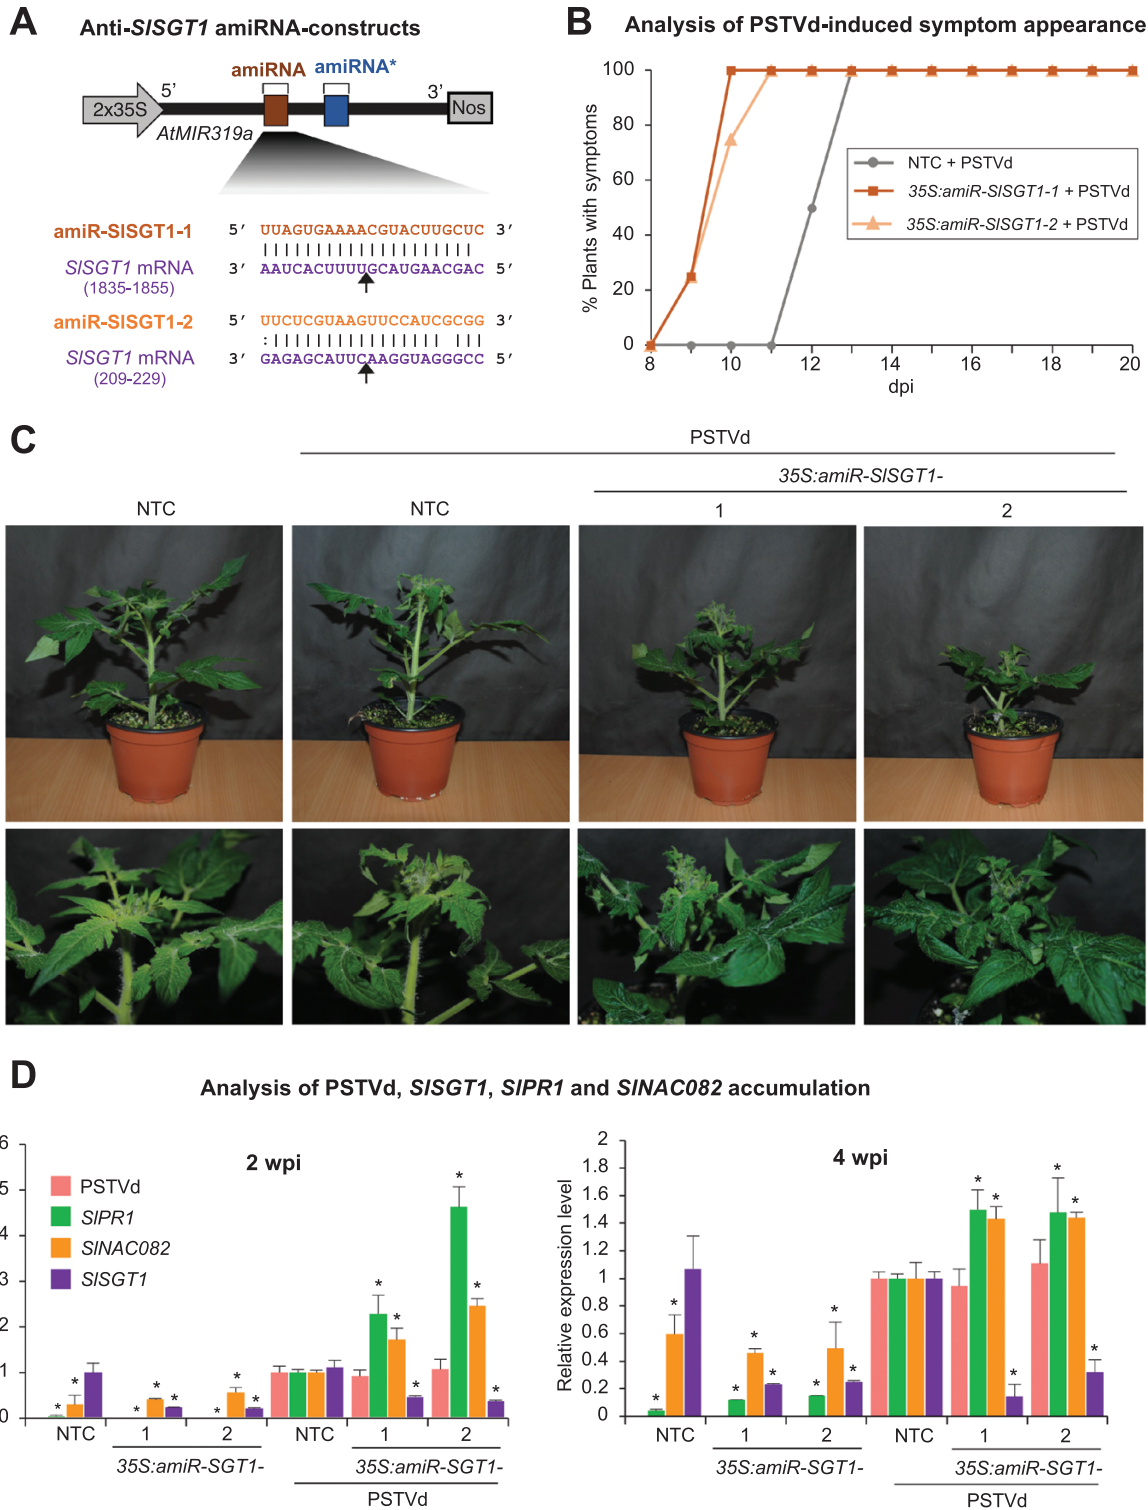 A
Anti-SlSGT1 amiRNA-constructs
amiRNA amiRNA*
5′ 3′
2x35S Nos
AtMIR319a
amiR-SlSGT1-1 5′ UUAGUGAAAACGUACUUGCUC 3′
SlSGT1 mRNA 3′ AAUCACUUUUGCAUGAACGAC 5′
(1835-1855)
amiR-SlSGT1-2 5′ UUCUCGUAAGUUCCAUCGCGG 3′
SlSGT1 mRNA 3′ GAGAGCAUUCAAGGUAGGGCC 5′
(209-229)
B
Analysis of PSTVd-induced symptom appearance
% Plants with symptoms
100
80
60
40
20
0
8 10 12 14 16 18 20
dpi
NTC + PSTVd
35S:amiR-SlSGT1-1 + PSTVd
35S:amiR-SlSGT1-2 + PSTVd
C
PSTVd
35S:amiR-SlSGT1-
NTC NTC 1 2
D
Analysis of PSTVd, SlSGT1, SlPR1 and SlNAC082 accumulation
2 wpi
6
5
4
3
2
1
0
PSTVd
SlPR1
SlNAC082
SlSGT1
* * * * * * * * * * * * * *
NTC 1 2 NTC 1 2
35S:amiR-SGT1- 35S:amiR-SGT1-
PSTVd
4 wpi
Relative expression level
2
1.8
1.6
1.4
1.2
1
0.8
0.6
0.4
0.2
0
* * * * * * * * * * * * * *
NTC 1 2 NTC 1 2
35S:amiR-SGT1- 35S:amiR-SGT1-
PSTVd